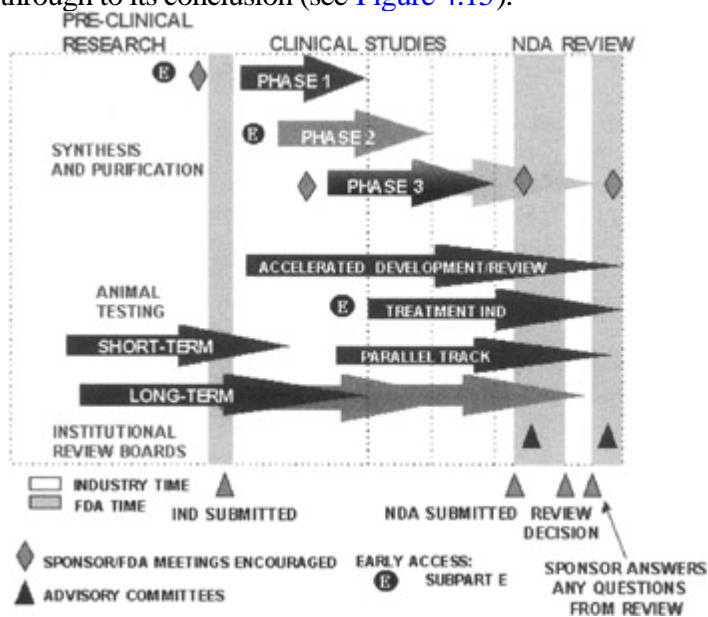 through to its conclusion (see Figure 4.15).
PRE-CLINICAL
RESEARCH
CLINICAL STUDIES
NDA REVIEW
E
PHASE 1
E
PHASE 2
SYNTHESIS
AND PURIFICATION
PHASE 3
ACCELERATED DEVELOPMENT/REVIEW
ANIMAL
TESTING
E
TREATMENT IND
SHORT-TERM
PARALLEL TRACK
LONG-TERM
INSTITUTIONAL
REVIEW BOARDS
INDUSTRY TIME
FDA TIME
IND SUBMITTED
NDA SUBMITTED
REVIEW
DECISION
SPONSOR/FDA MEETINGS ENCOURAGED
EARLY ACCESS:
E SUBPART E
SPONSOR ANSWERS
ANY QUESTIONS
FROM REVIEW
ADVISORY COMMITTEES